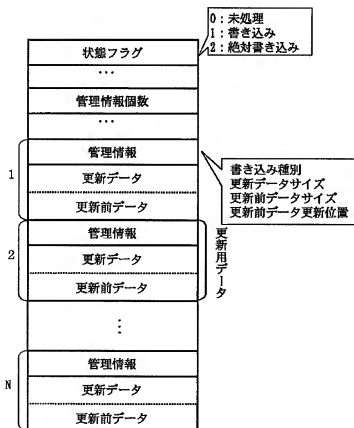 0：未処理
1：書き込み
2：絶対書き込み
状態フラグ
…
管理情報個数
…
1
管理情報
更新データ
更新前データ
書き込み種別
更新データサイズ
更新前データサイズ
更新前データ更新位置
2
管理情報
更新データ
更新前データ
更新用データ
⋮
N
管理情報
更新データ
更新前データ